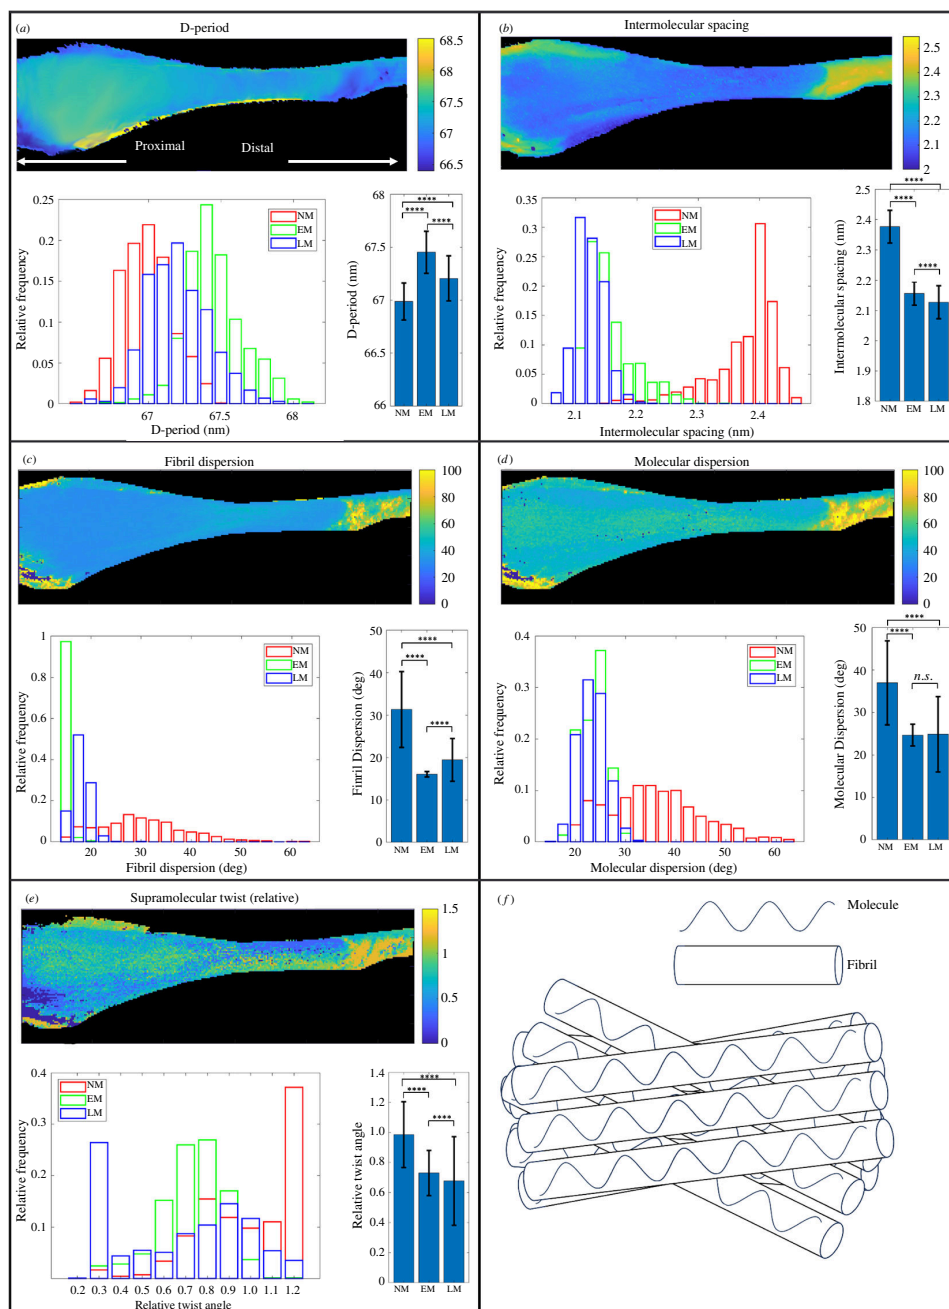 (a)
D-period
68.5
68
67.5
67
66.5
Proximal
Distal
0.25
0.2
0.15
0.1
0.05
0
Relative frequency
NM
EM
LM
67
67.5
68
D-period (nm)
68
67.5
67
66.5
66
D-period (nm)
****
****
****
NM EM LM
(b)
Intermolecular spacing
2.5
2.4
2.3
2.2
2.1
2
0.35
0.3
0.25
0.2
0.15
0.1
0.05
0
Relative frequency
NM
EM
LM
2.1
2.2
2.3
2.4
Intermolecular spacing (nm)
2.5
2.4
2.3
2.2
2.1
2
1.9
1.8
Intermolecular spacing (nm)
****
****
****
NM EM LM
(c)
Fibril dispersion
100
80
60
40
20
0
1
0.8
0.6
0.4
0.2
0
Relative frequency
NM
EM
LM
20
30
40
50
60
Fibril dispersion (deg)
50
40
30
20
10
0
Fiinril Dispersion (deg)
****
****
****
NM EM LM
(d)
Molecular dispersion
100
80
60
40
20
0
0.4
0.3
0.2
0.1
0
Relative frequency
NM
EM
LM
20
30
40
50
60
Molecular dispersion (deg)
50
40
30
20
10
0
Molecular Dispersion (deg)
****
****
n.s.
NM EM LM
(e)
Supramolecular twist (relative)
1.5
1
0.5
0
0.4
0.3
0.2
0.1
Relative frequency
NM
EM
LM
0.2 0.3 0.4 0.5 0.6 0.7 0.8 0.9 1.0 1.1 1.2
Relative twist angle
1.4
1.2
1.0
0.8
0.6
0.4
0.2
0
Relative twist angle
****
****
****
NM EM LM
(f)
Molecule
Fibril